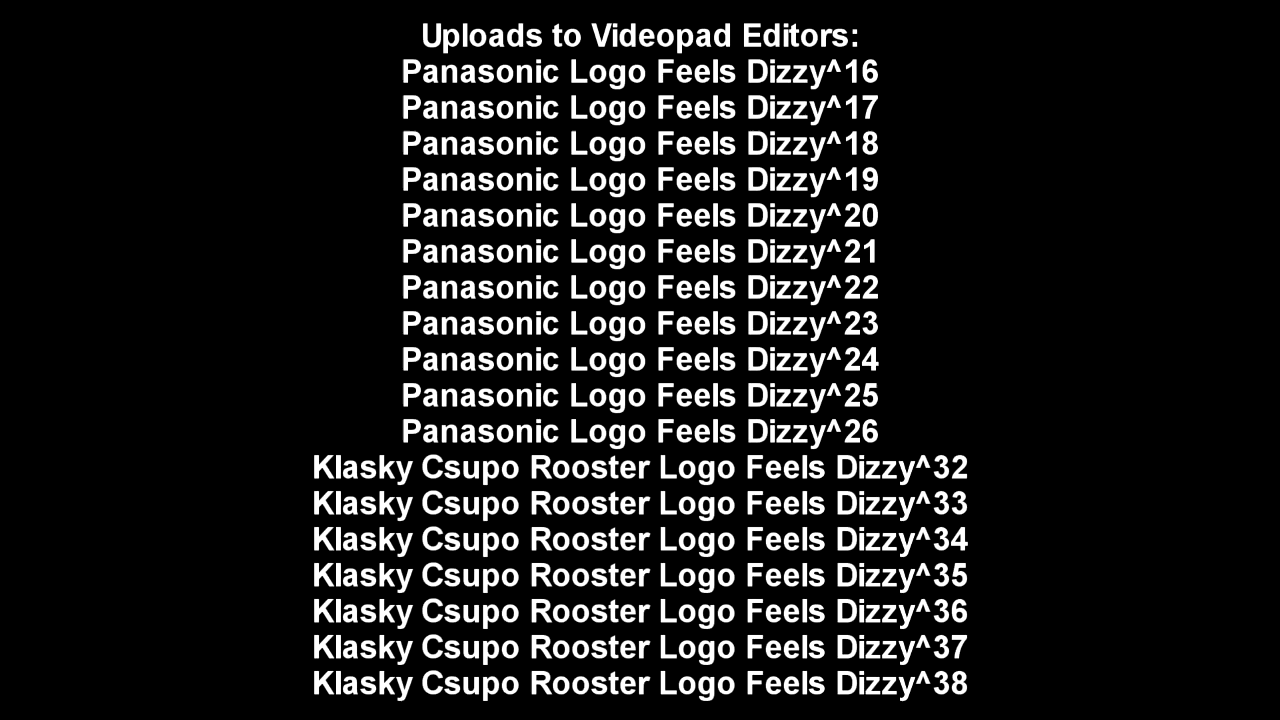 Uploads to Videopad Editors:
Panasonic Logo Feels Dizzy^16
Panasonic Logo Feels Dizzy^17
Panasonic Logo Feels Dizzy^18
Panasonic Logo Feels Dizzy^19
Panasonic Logo Feels Dizzy^20
Panasonic Logo Feels Dizzy^21
Panasonic Logo Feels Dizzy^22
Panasonic Logo Feels Dizzy^23
Panasonic Logo Feels Dizzy^24
Panasonic Logo Feels Dizzy^25
Panasonic Logo Feels Dizzy^26
Klasky Csupo Rooster Logo Feels Dizzy^32
Klasky Csupo Rooster Logo Feels Dizzy^33
Klasky Csupo Rooster Logo Feels Dizzy^34
Klasky Csupo Rooster Logo Feels Dizzy^35
Klasky Csupo Rooster Logo Feels Dizzy^36
Klasky Csupo Rooster Logo Feels Dizzy^37
Klasky Csupo Rooster Logo Feels Dizzy^38